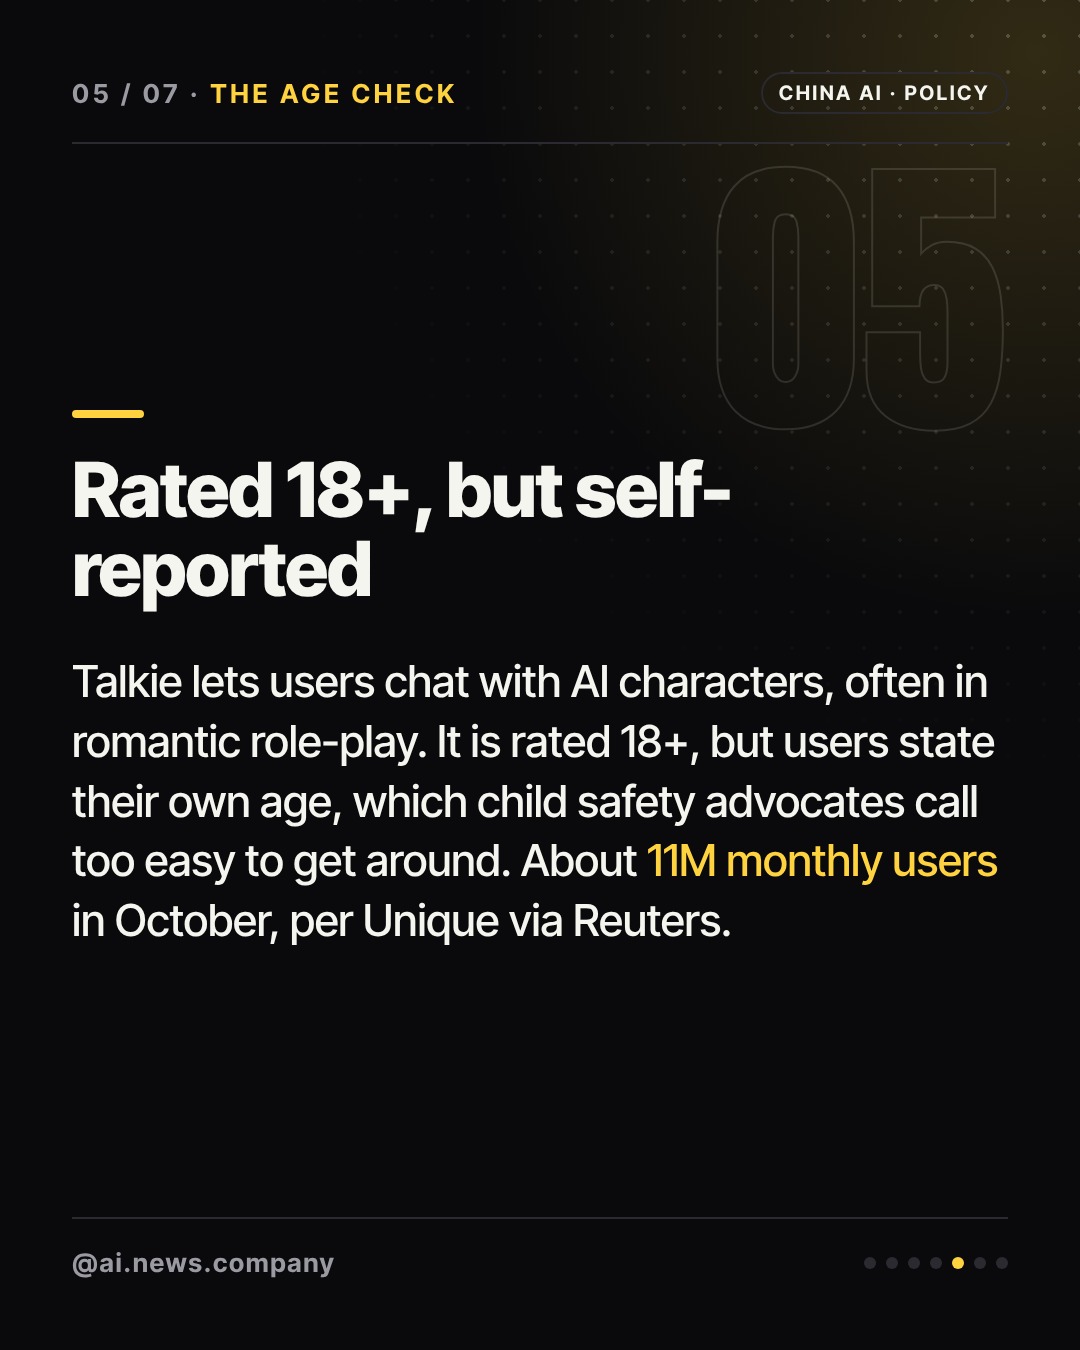 05 / 07 · THE AGE CHECK
CHINA AI · POLICY
05
Rated 18+, but self-
reported
Talkie lets users chat with AI characters, often in
romantic role-play. It is rated 18+, but users state
their own age, which child safety advocates call
too easy to get around. About 11M monthly users
in October, per Unique via Reuters.
@ai.news.company